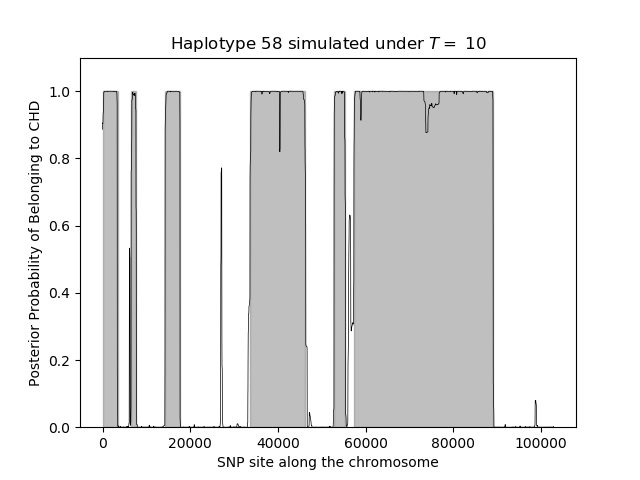 Haplotype 58 simulated under T = 10
Posterior Probability of Belonging to CHD
1.0
0.8
0.6
0.4
0.2
0.0
0 20000 40000 60000 80000 100000
SNP site along the chromosome